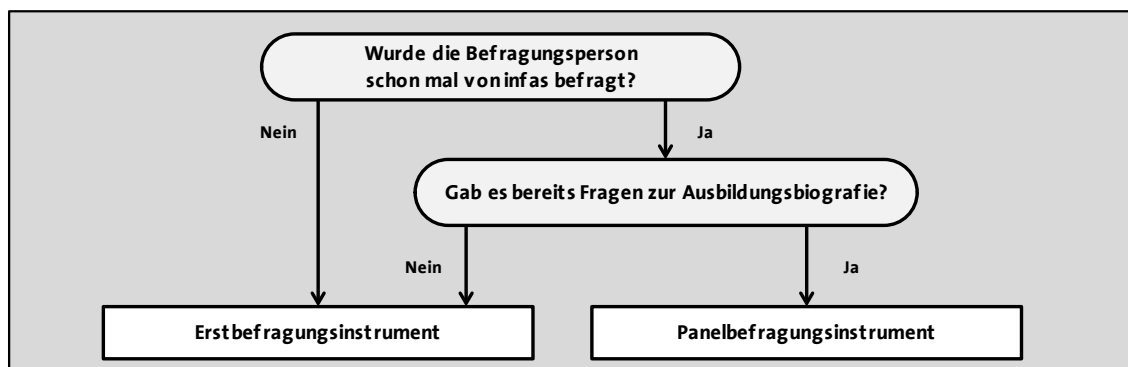 Wurde die Befragungsperson
schon mal von infas befragt?
Nein
Ja
Gab es bereits Fragen zur Ausbildungsbiografie?
Nein
Ja
Erstbefragungsinstrument
Panelbefragungsinstrument